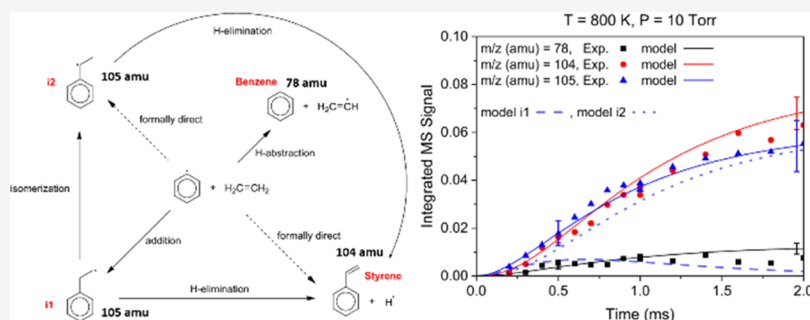 H-elimination
i2
105 amu
Benzene
78 amu
+ H₂C=ĊH
formally direct
H-abstraction
isomerization
+ H₂C=CH₂
addition
formally direct
104 amu
Styrene
i1
105 amu
H-elimination
+ H•
T = 800 K, P = 10 Torr
m/z (amu) = 78, Exp. model
m/z (amu) = 104, Exp. model
m/z (amu) = 105, Exp. model
model i1 , model i2
Integrated MS Signal
0.10
0.08
0.06
0.04
0.02
0.00
0.0 0.5 1.0 1.5 2.0
Time (ms)